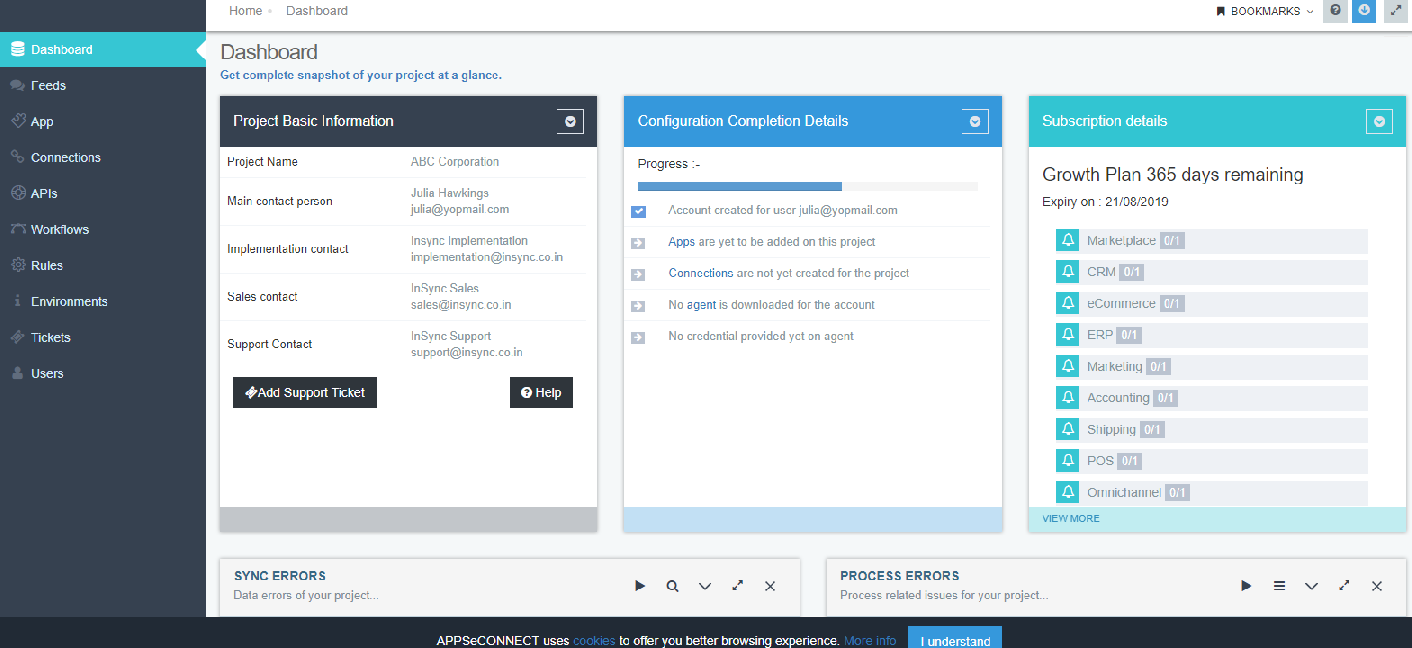 Home Dashboard
BOOKMARKS
Dashboard
Feeds
App
Connections
APIs
Workflows
Rules
Environments
Tickets
Users
Dashboard
Get complete snapshot of your project at a glance.
Project Basic Information
Project Name ABC Corporation
Main contact person Julia Hawkings
julia@yopmail.com
Implementation contact Insync Implementation
implementation@insync.co.in
Sales contact InSync Sales
sales@insync.co.in
Support Contact InSync Support
support@insync.co.in
Add Support Ticket Help
Configuration Completion Details
Progress :-
Account created for user julia@yopmail.com
Apps are yet to be added on this project
Connections are not yet created for the project
No agent is downloaded for the account
No credential provided yet on agent
Subscription details
Growth Plan 365 days remaining
Expiry on : 21/08/2019
Marketplace 0/1
CRM 0/1
eCommerce 0/1
ERP 0/1
Marketing 0/1
Accounting 0/1
Shipping 0/1
POS 0/1
Omnichannel 0/1
VIEW MORE
SYNC ERRORS
Data errors of your project...
PROCESS ERRORS
Process related issues for your project...
APPSeCONNECT uses cookies to offer you better browsing experience. More info I understand